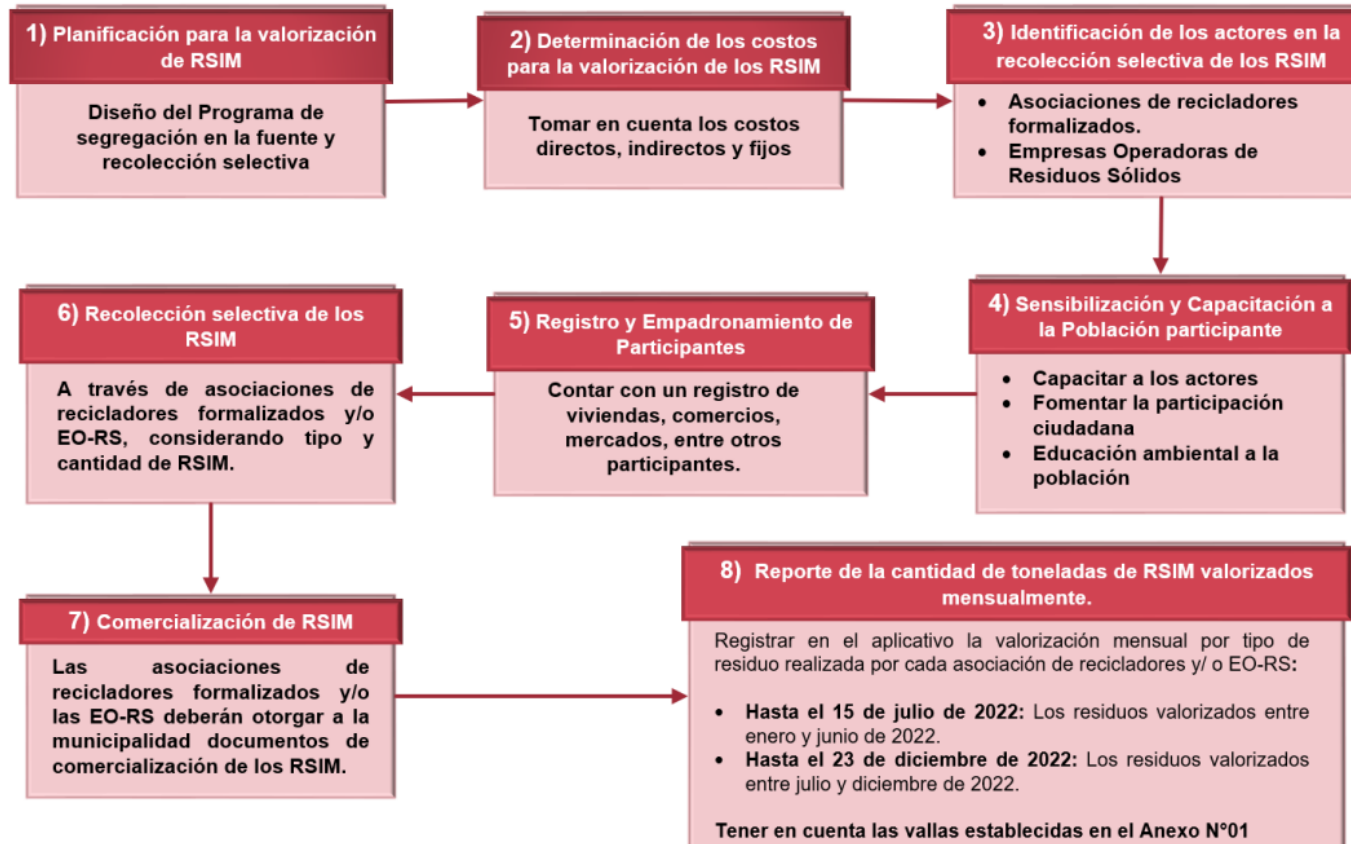 1) Planificación para la valorización
de RSIM
Diseño del Programa de
segregación en la fuente y
recolección selectiva
2) Determinación de los costos
para la valorización de los RSIM
Tomar en cuenta los costos
directos, indirectos y fijos
3) Identificación de los actores en la
recolección selectiva de los RSIM
• Asociaciones de recicladores
formalizados.
• Empresas Operadoras de
Residuos Sólidos
4) Sensibilización y Capacitación a
la Población participante
• Capacitar a los actores
• Fomentar la participación
ciudadana
• Educación ambiental a la
población
5) Registro y Empadronamiento de
Participantes
Contar con un registro de
viviendas, comercios,
mercados, entre otros
participantes.
6) Recolección selectiva de los
RSIM
A través de asociaciones de
recicladores formalizados y/o
EO-RS, considerando tipo y
cantidad de RSIM.
7) Comercialización de RSIM
Las asociaciones de
recicladores formalizados y/o
las EO-RS deberán otorgar a la
municipalidad documentos de
comercialización de los RSIM.
8) Reporte de la cantidad de toneladas de RSIM valorizados
mensualmente.
Registrar en el aplicativo la valorización mensual por tipo de
residuo realizada por cada asociación de recicladores y/ o EO-RS:
• Hasta el 15 de julio de 2022: Los residuos valorizados entre
enero y junio de 2022.
• Hasta el 23 de diciembre de 2022: Los residuos valorizados
entre julio y diciembre de 2022.
Tener en cuenta las vallas establecidas en el Anexo N°01